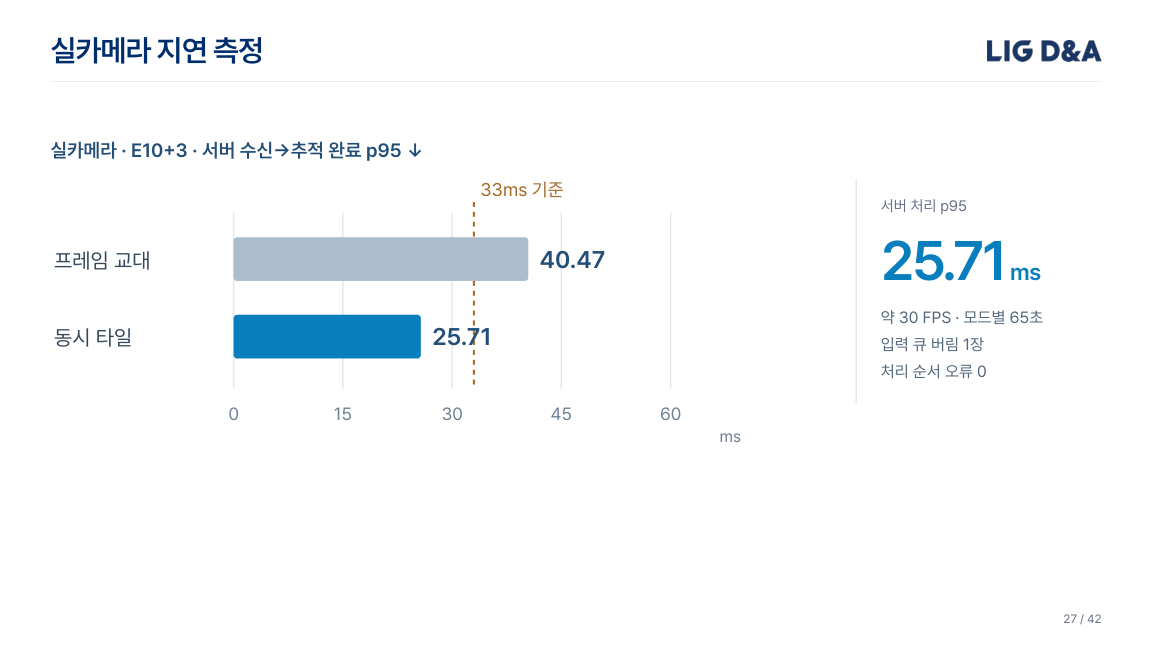 실카메라 지연 측정
LIG D&A
실카메라 · E10+3 · 서버 수신→추적 완료 p95 ↓
33ms 기준
프레임 교대
40.47
동시 타일
25.71
0 15 30 45 60
ms
서버 처리 p95
25.71 ms
약 30 FPS · 모드별 65초
입력 큐 버림 1장
처리 순서 오류 0
27 / 42